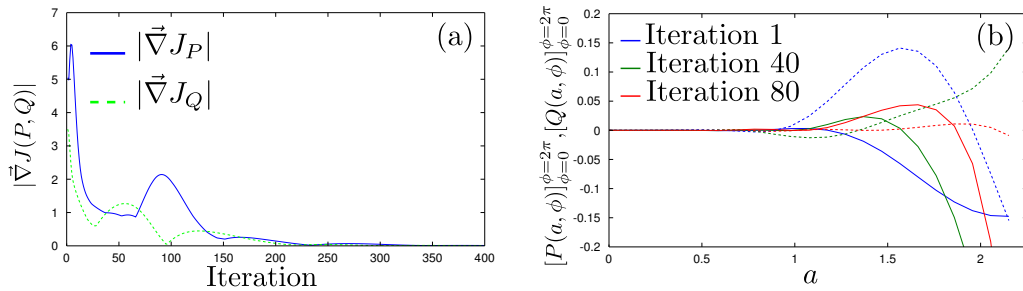 (a)
|∇⃗J_P|
|∇⃗J_Q|
|∇⃗J(P,Q)|
7
6
5
4
3
2
1
0
0 50 100 150 200 250 300 350 400
Iteration
(b)
Iteration 1
Iteration 40
Iteration 80
[P(a,ϕ)]_{ϕ=0}^{ϕ=2π},[Q(a,ϕ)]_{ϕ=0}^{ϕ=2π}
0.2
0.15
0.1
0.05
0
-0.05
-0.1
-0.15
-0.2
0 0.5 1 1.5 2
a